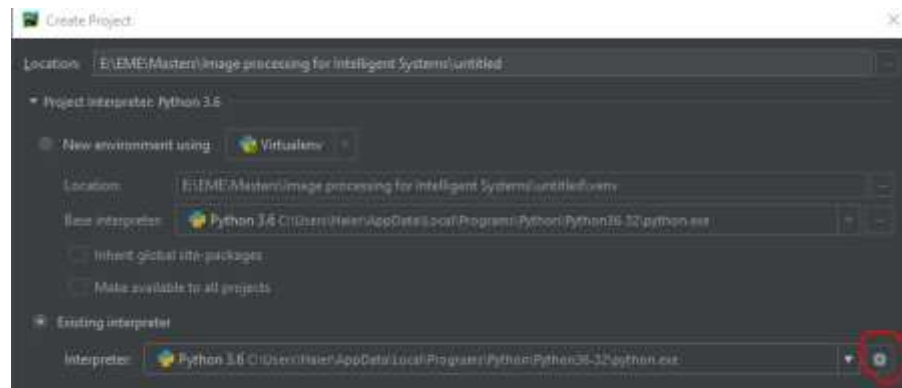 Create Project
Location: E:\EME\Masters\Image processing for Intelligent Systems\untitled
Project Interpreter: Python 3.6
New environment using Virtualenv
Location: E:\EME\Masters\Image processing for Intelligent Systems\untitled\venv
Base interpreter: Python 3.6 C:\Users\Haier\AppData\Local\Programs\Python\Python36-32\python.exe
Inherit global site-packages
Make available to all projects
Existing interpreter
Interpreter: Python 3.6 C:\Users\Haier\AppData\Local\Programs\Python\Python36-32\python.exe